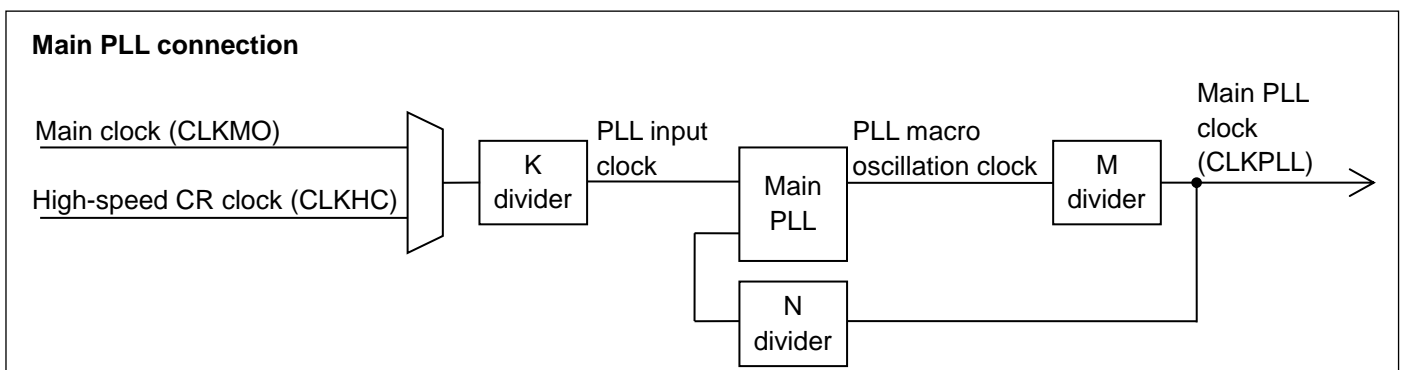 Main PLL connection
Main clock (CLKMO)
High-speed CR clock (CLKHC)
K
divider
PLL input
clock
Main
PLL
PLL macro
oscillation clock
M
divider
Main PLL
clock
(CLKPLL)
N
divider